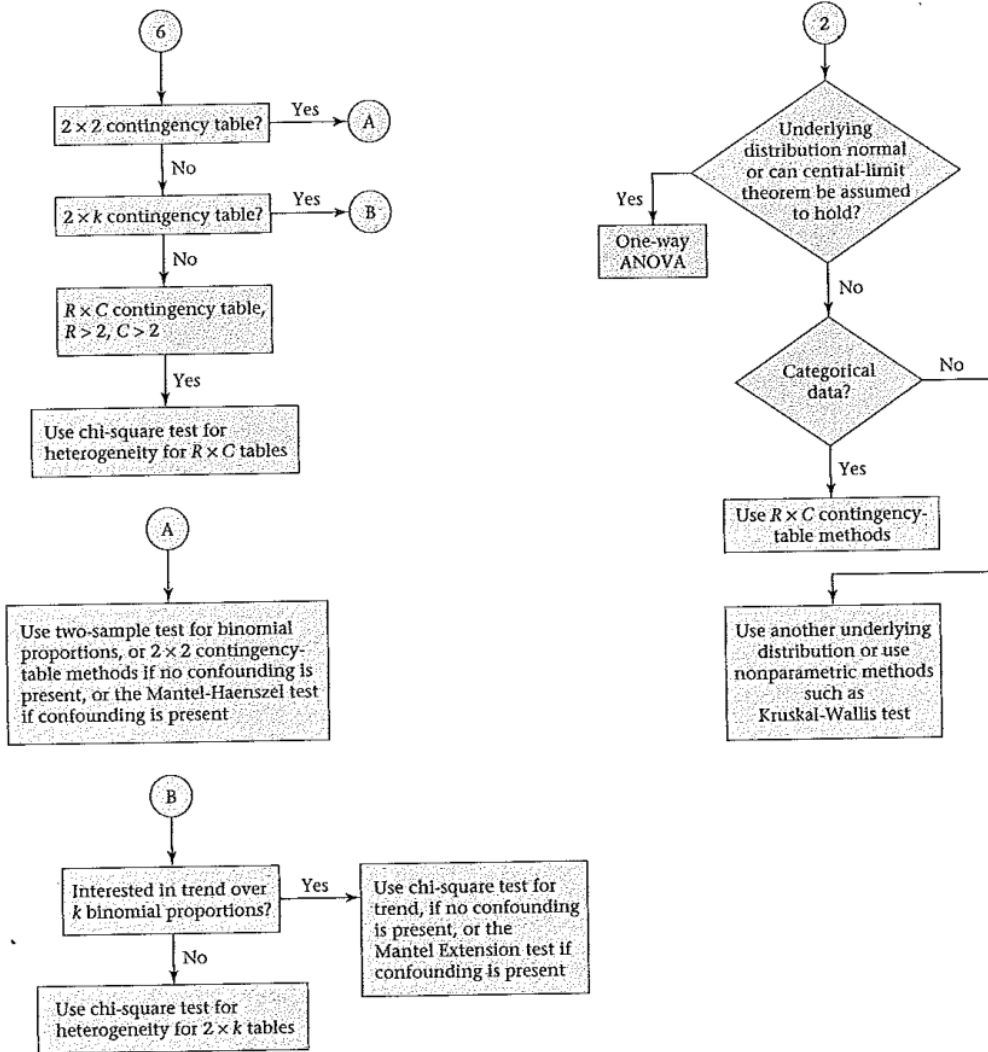 6
2 × 2 contingency table?
Yes
A
No
2 × k contingency table?
Yes
B
No
R × C contingency table,
R > 2, C > 2
Yes
Use chi-square test for
heterogeneity for R × C tables
A
Use two-sample test for binomial
proportions, or 2 × 2 contingency-
table methods if no confounding is
present, or the Mantel-Haenszel test
if confounding is present
B
Interested in trend over
k binomial proportions?
Yes
Use chi-square test for
trend, if no confounding
is present, or the
Mantel Extension test if
confounding is present
No
Use chi-square test for
heterogeneity for 2 × k tables
2
Underlying
distribution normal
or can central-limit
theorem be assumed
to hold?
Yes
One-way
ANOVA
No
Categorical
data?
No
Yes
Use R × C contingency-
table methods
Use another underlying
distribution or use
nonparametric methods
such as
Kruskal-Wallis test